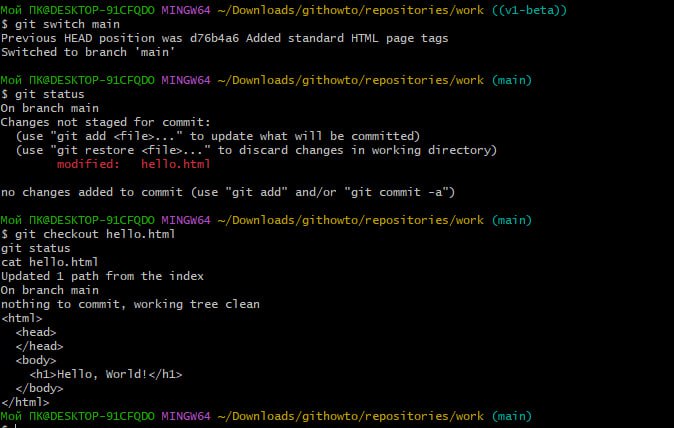 Мой ПК@DESKTOP-91CFQDO MINGW64 ~/Downloads/githowto/repositories/work ((v1-beta))
$ git switch main
Previous HEAD position was d76b4a6 Added standard HTML page tags
Switched to branch 'main'
Мой ПК@DESKTOP-91CFQDO MINGW64 ~/Downloads/githowto/repositories/work (main)
$ git status
On branch main
Changes not staged for commit:
  (use "git add <file>..." to update what will be committed)
  (use "git restore <file>..." to discard changes in working directory)
        modified:   hello.html
no changes added to commit (use "git add" and/or "git commit -a")
Мой ПК@DESKTOP-91CFQDO MINGW64 ~/Downloads/githowto/repositories/work (main)
$ git checkout hello.html
git status
cat hello.html
Updated 1 path from the index
On branch main
nothing to commit, working tree clean
<html>
  <head>
  </head>
  <body>
    <h1>Hello, World!</h1>
  </body>
</html>
Мой ПК@DESKTOP-91CFQDO MINGW64 ~/Downloads/githowto/repositories/work (main)
$